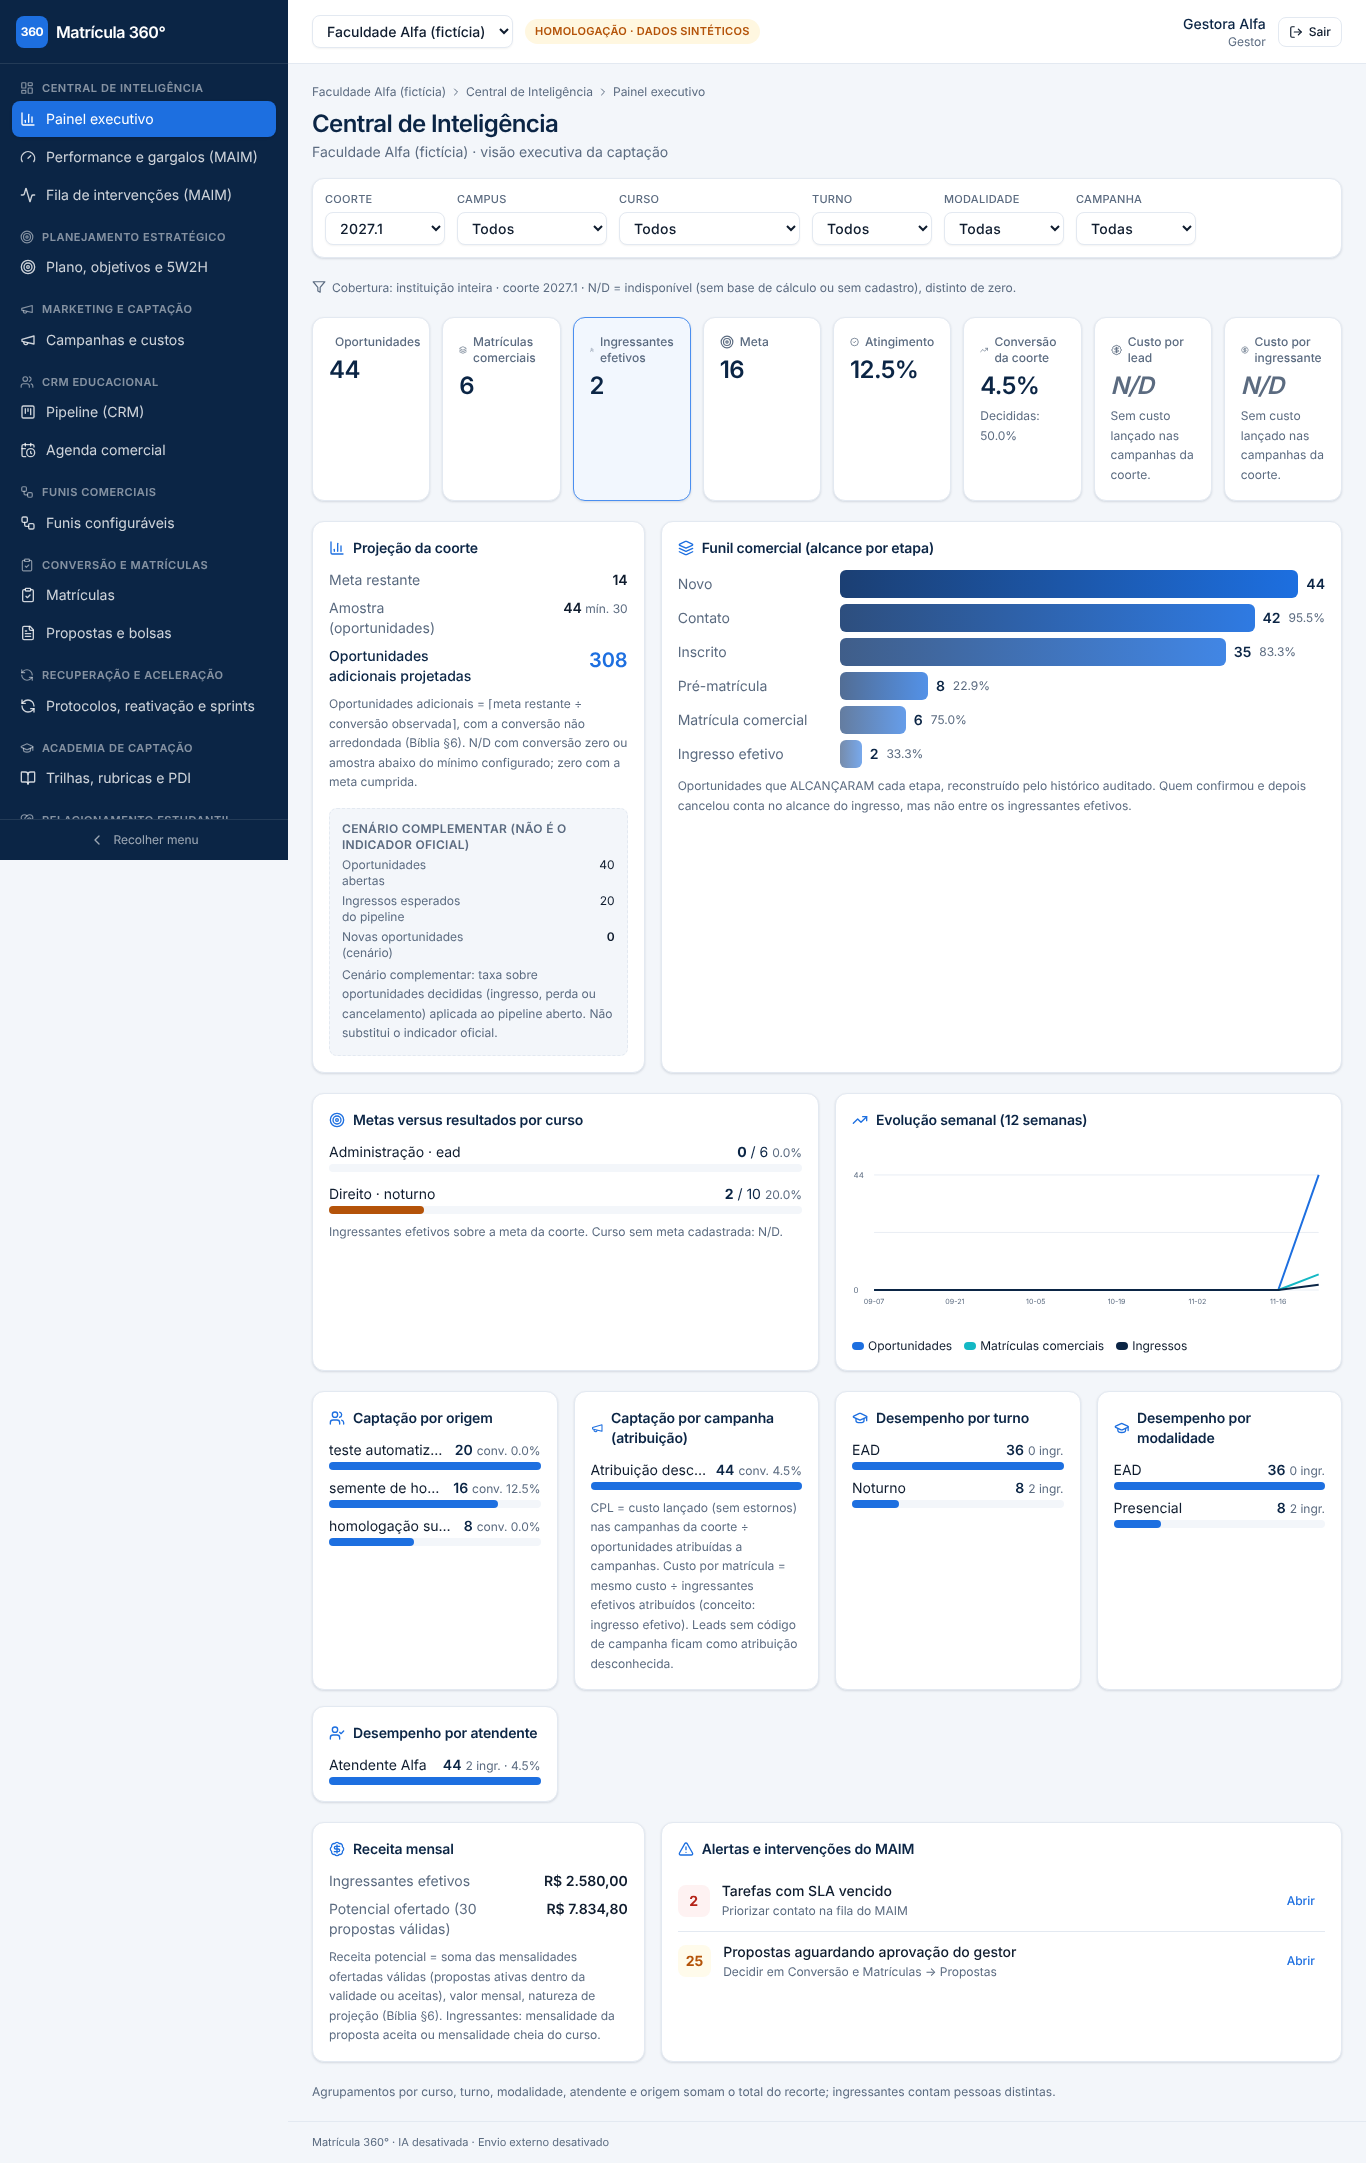 360 Matrícula 360°
CENTRAL DE INTELIGÊNCIA
Painel executivo
Performance e gargalos (MAIM)
Fila de intervenções (MAIM)
PLANEJAMENTO ESTRATÉGICO
Plano, objetivos e 5W2H
MARKETING E CAPTAÇÃO
Campanhas e custos
CRM EDUCACIONAL
Pipeline (CRM)
Agenda comercial
FUNIS COMERCIAIS
Funis configuráveis
CONVERSÃO E MATRÍCULAS
Matrículas
Propostas e bolsas
RECUPERAÇÃO E ACELERAÇÃO
Protocolos, reativação e sprints
ACADEMIA DE CAPTAÇÃO
Trilhas, rubricas e PDI
RELACIONAMENTO ESTUDANTIL
Recolher menu
Faculdade Alfa (fictícia)
HOMOLOGAÇÃO · DADOS SINTÉTICOS
Gestora Alfa
Gestor
Sair
Faculdade Alfa (fictícia) > Central de Inteligência > Painel executivo
Central de Inteligência
Faculdade Alfa (fictícia) · visão executiva da captação
COORTE CAMPUS CURSO TURNO MODALIDADE CAMPANHA
2027.1 Todos Todos Todos Todas Todas
Cobertura: instituição inteira · coorte 2027.1 · N/D = indisponível (sem base de cálculo ou sem cadastro), distinto de zero.
Oportunidades
44
Matrículas
comerciais
6
Ingressantes
efetivos
2
Meta
16
Atingimento
12.5%
Conversão
da coorte
4.5%
Decididas:
50.0%
Custo por
lead
N/D
Sem custo
lançado nas
campanhas da
coorte.
Custo por
ingressante
N/D
Sem custo
lançado nas
campanhas da
coorte.
Projeção da coorte
Meta restante 14
Amostra
(oportunidades) 44 mín. 30
Oportunidades
adicionais projetadas 308
Oportunidades adicionais = ⌈meta restante ÷
conversão observada⌉, com a conversão não
arredondada (Bíblia §6). N/D com conversão zero ou
amostra abaixo do mínimo configurado; zero com a
meta cumprida.
CENÁRIO COMPLEMENTAR (NÃO É O
INDICADOR OFICIAL)
Oportunidades
abertas 40
Ingressos esperados
do pipeline 20
Novas oportunidades
(cenário) 0
Cenário complementar: taxa sobre
oportunidades decididas (ingresso, perda ou
cancelamento) aplicada ao pipeline aberto. Não
substitui o indicador oficial.
Funil comercial (alcance por etapa)
Novo 44
Contato 42 95.5%
Inscrito 35 83.3%
Pré-matrícula 8 22.9%
Matrícula comercial 6 75.0%
Ingresso efetivo 2 33.3%
Oportunidades que ALCANÇARAM cada etapa, reconstruído pelo histórico auditado. Quem confirmou e depois
cancelou conta no alcance do ingresso, mas não entre os ingressantes efetivos.
Metas versus resultados por curso
Administração · ead 0 / 6 0.0%
Direito · noturno 2 / 10 20.0%
Ingressantes efetivos sobre a meta da coorte. Curso sem meta cadastrada: N/D.
Evolução semanal (12 semanas)
44
0
09-07 09-21 10-05 10-19 11-02 11-16
Oportunidades Matrículas comerciais Ingressos
Captação por origem
teste automatiz... 20 conv. 0.0%
semente de ho... 16 conv. 12.5%
homologação su... 8 conv. 0.0%
Captação por campanha
(atribuição)
Atribuição desc... 44 conv. 4.5%
CPL = custo lançado (sem estornos)
nas campanhas da coorte ÷
oportunidades atribuídas a
campanhas. Custo por matrícula =
mesmo custo ÷ ingressantes
efetivos atribuídos (conceito:
ingresso efetivo). Leads sem código
de campanha ficam como atribuição
desconhecida.
Desempenho por turno
EAD 36 0 ingr.
Noturno 8 2 ingr.
Desempenho por
modalidade
EAD 36 0 ingr.
Presencial 8 2 ingr.
Desempenho por atendente
Atendente Alfa 44 2 ingr. · 4.5%
Receita mensal
Ingressantes efetivos R$ 2.580,00
Potencial ofertado (30
propostas válidas) R$ 7.834,80
Receita potencial = soma das mensalidades
ofertadas válidas (propostas ativas dentro da
validade ou aceitas), valor mensal, natureza de
projeção (Bíblia §6). Ingressantes: mensalidade da
proposta aceita ou mensalidade cheia do curso.
Alertas e intervenções do MAIM
2 Tarefas com SLA vencido
Priorizar contato na fila do MAIM
Abrir
25 Propostas aguardando aprovação do gestor
Decidir em Conversão e Matrículas → Propostas
Abrir
Agrupamentos por curso, turno, modalidade, atendente e origem somam o total do recorte; ingressantes contam pessoas distintas.
Matrícula 360° · IA desativada · Envio externo desativado